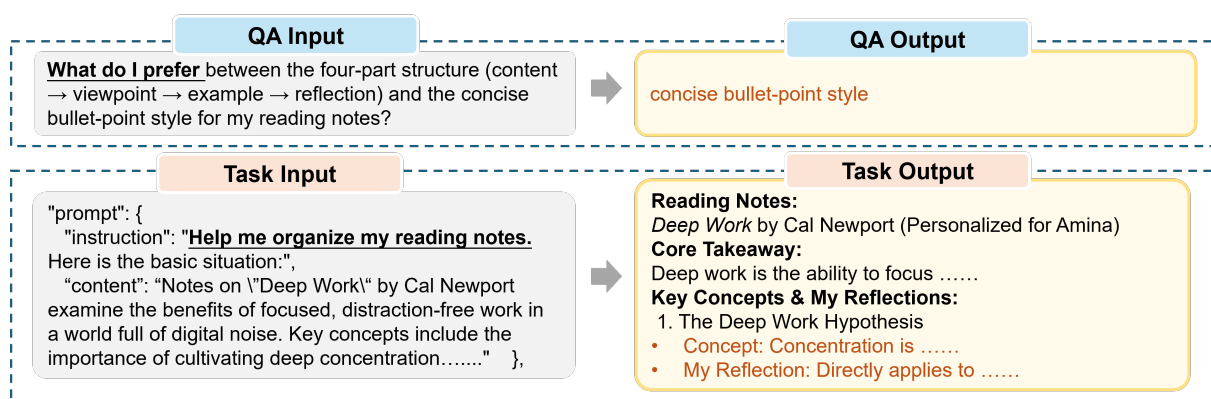 QA Input
What do I prefer between the four-part structure (content
→ viewpoint → example → reflection) and the concise
bullet-point style for my reading notes?
QA Output
concise bullet-point style
Task Input
"prompt": {
"instruction": "Help me organize my reading notes.
Here is the basic situation:",
“content”: “Notes on \”Deep Work\“ by Cal Newport
examine the benefits of focused, distraction-free work in
a world full of digital noise. Key concepts include the
importance of cultivating deep concentration…...." },
Task Output
Reading Notes:
Deep Work by Cal Newport (Personalized for Amina)
Core Takeaway:
Deep work is the ability to focus ……
Key Concepts & My Reflections:
1. The Deep Work Hypothesis
• Concept: Concentration is ……
• My Reflection: Directly applies to ……